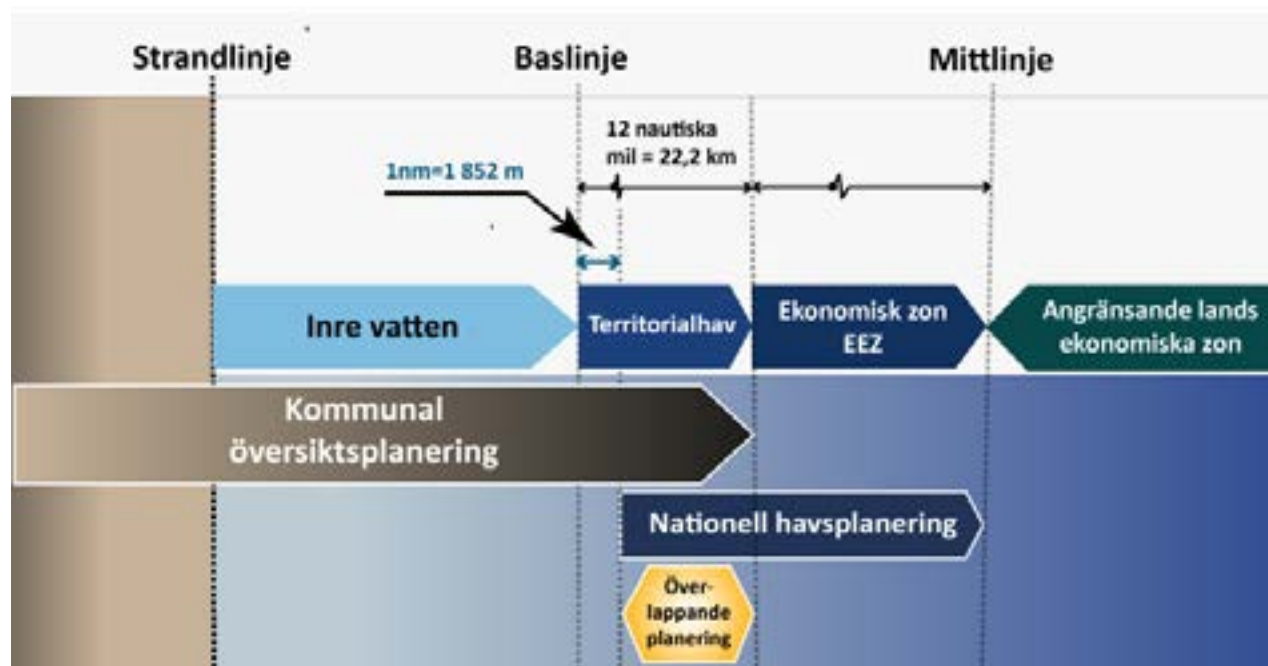 Strandlinje
Baslinje
Mittlinje
12 nautiska
mil = 22,2 km
1nm=1 852 m
Inre vatten
Territorialhav
Ekonomisk zon
EEZ
Angränsande lands
ekonomiska zon
Kommunal
översiktsplanering
Nationell havsplanering
Över-
lappande
planering